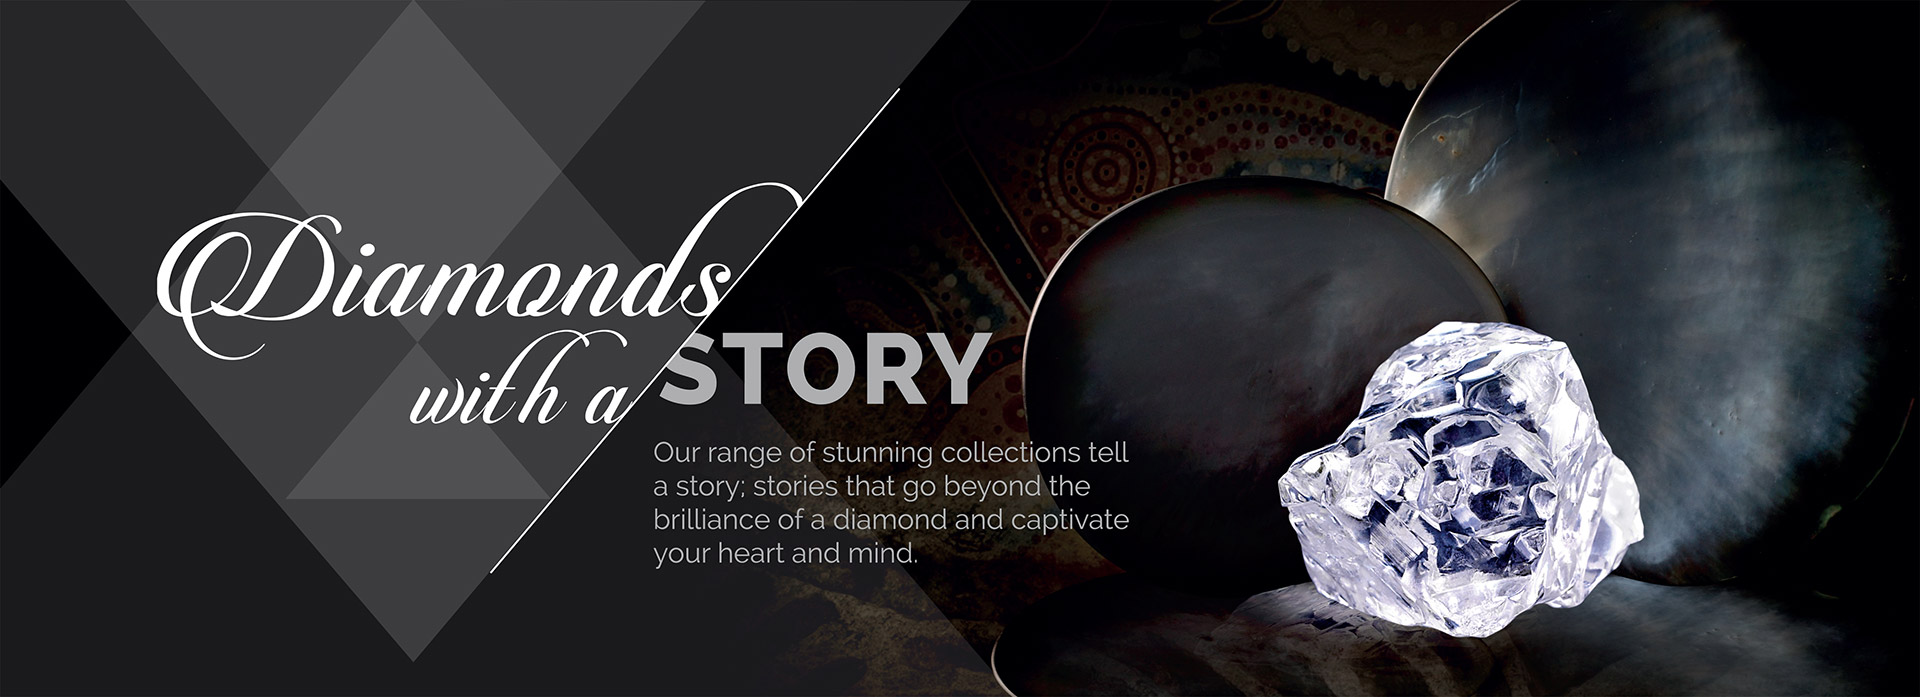 Diamonds
with a
STORY
Our range of stunning collections tell
a story; stories that go beyond the
brilliance of a diamond and captivate
your heart and mind.